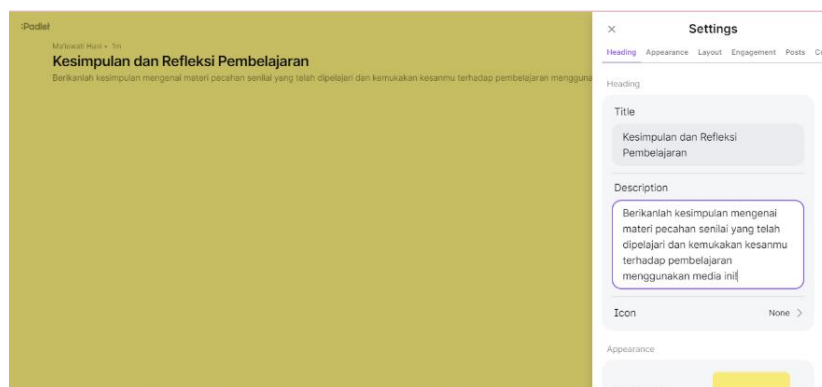 :Padlet
Ma'lowah Husi • 1m
Kesimpulan dan Refleksi Pembelajaran
Berikanlah kesimpulan mengenai materi pecahan senilai yang telah dipelajari dan kemukakan kesanmu terhadap pembelajaran mengguna
Settings
Heading Appearance Layout Engagement Posts
Heading
Title
Kesimpulan dan Refleksi
Pembelajaran
Description
Berikanlah kesimpulan mengenai
materi pecahan senilai yang telah
dipelajari dan kemukakan kesanmu
terhadap pembelajaran
menggunakan media ini!
Icon None
Appearance